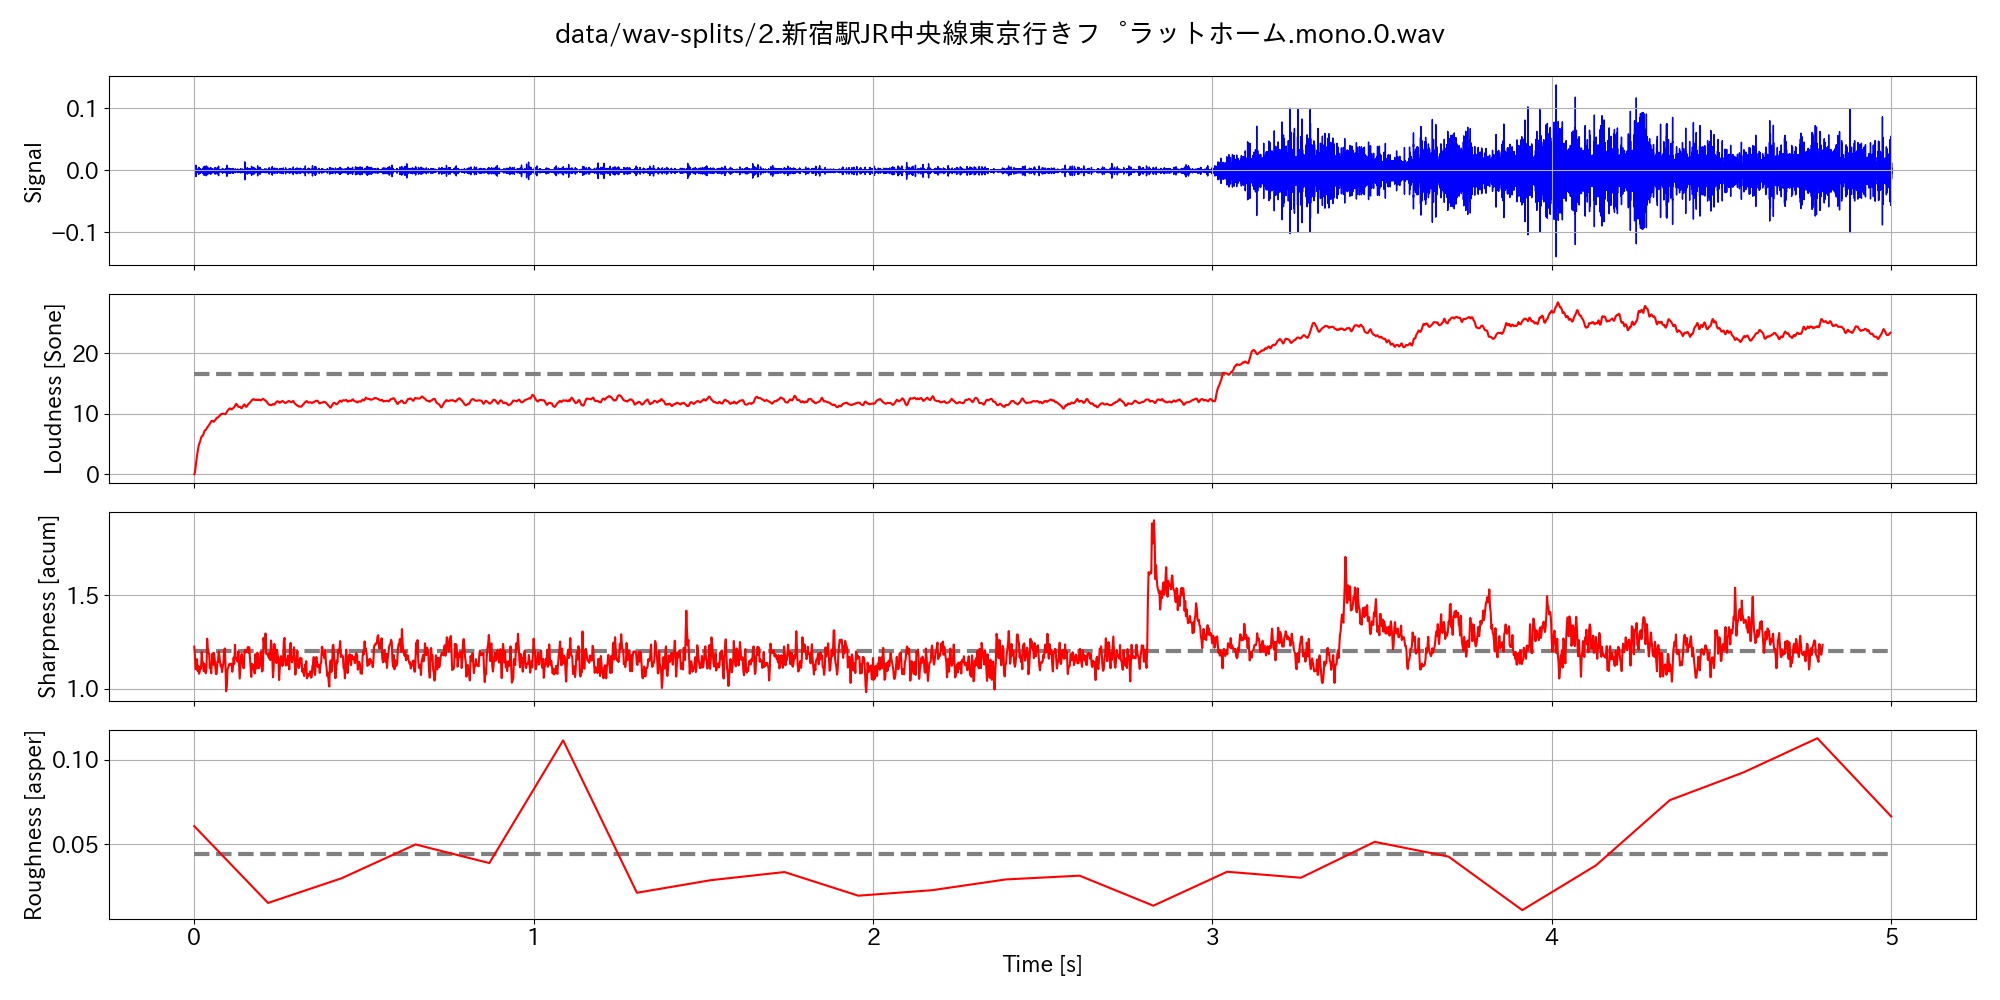 data/wav-splits/2.新宿駅JR中央線東京行きプラットホーム.mono.0.wav
Signal
0.1
0.0
−0.1
Loudness [Sone]
20
10
0
Sharpness [acum]
1.5
1.0
Roughness [asper]
0.10
0.05
0 1 2 3 4 5
Time [s]